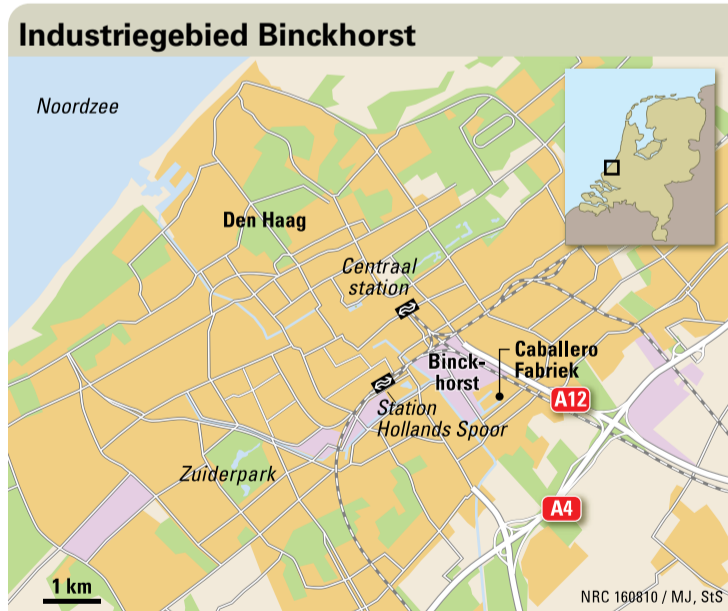 Industriegebied Binckhorst
Noordzee
Den Haag
Centraal
station
Binck-
horst
Caballero
Fabriek
A12
Station
Hollands Spoor
Zuiderpark
A4
1 km
NRC 160810 / MJ, StS